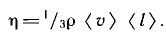 η = ¹/₃ρ ⟨v⟩ ⟨l⟩.